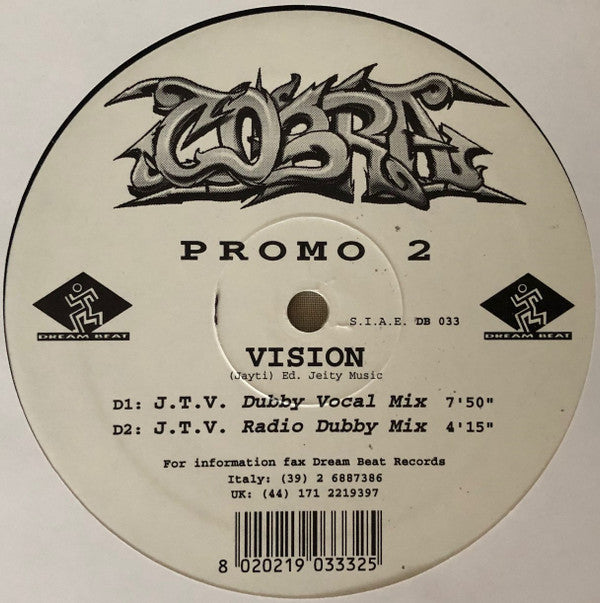 COBRA
PROMO 2
DREAM BEAT
DREAM BEAT
S.I.A.E. DB 033
VISION
(Jayti) Ed. Jeity Music
D1: J.T.V. Dubby Vocal Mix 7'50"
D2: J.T.V. Radio Dubby Mix 4'15"
For information fax Dream Beat Records
Italy: (39) 2 6887386
UK: (44) 171 2219397
8 020219 033325